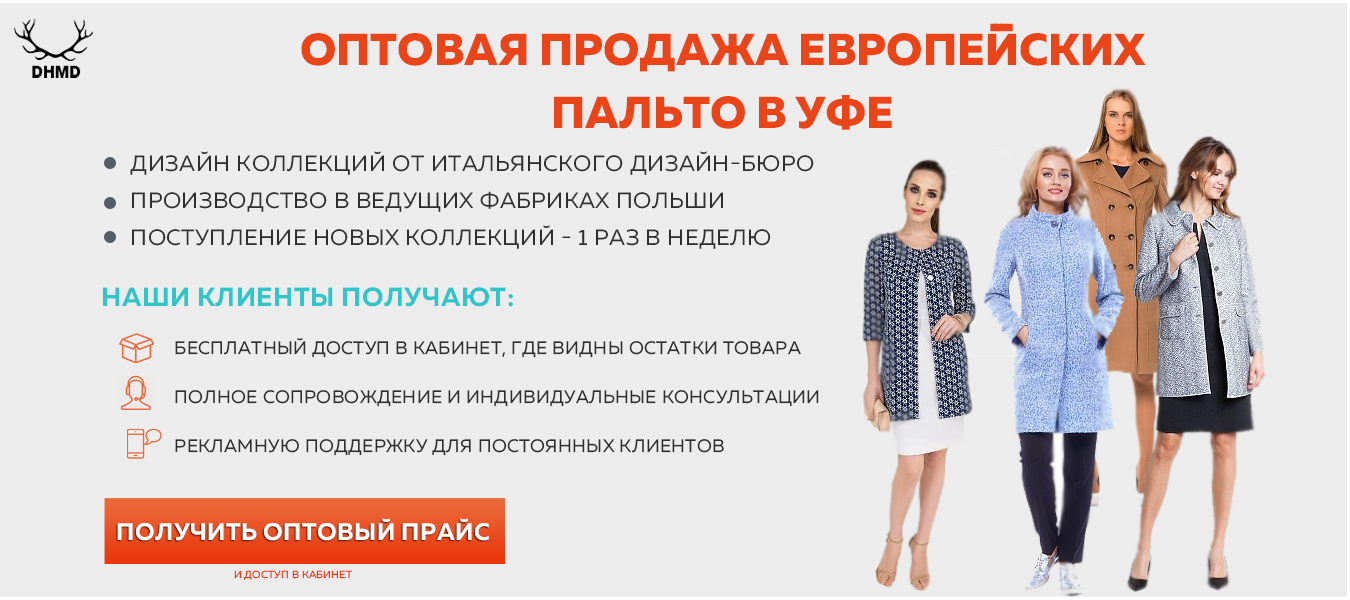 DHMD
ОПТОВАЯ ПРОДАЖА ЕВРОПЕЙСКИХ
ПАЛЬТО В УФЕ
ДИЗАЙН КОЛЛЕКЦИЙ ОТ ИТАЛЬЯНСКОГО ДИЗАЙН-БЮРО
ПРОИЗВОДСТВО В ВЕДУЩИХ ФАБРИКАХ ПОЛЬШИ
ПОСТУПЛЕНИЕ НОВЫХ КОЛЛЕКЦИЙ - 1 РАЗ В НЕДЕЛЮ
НАШИ КЛИЕНТЫ ПОЛУЧАЮТ:
БЕСПЛАТНЫЙ ДОСТУП В КАБИНЕТ, ГДЕ ВИДНЫ ОСТАТКИ ТОВАРА
ПОЛНОЕ СОПРОВОЖДЕНИЕ И ИНДИВИДУАЛЬНЫЕ КОНСУЛЬТАЦИИ
РЕКЛАМНУЮ ПОДДЕРЖКУ ДЛЯ ПОСТОЯННЫХ КЛИЕНТОВ
ПОЛУЧИТЬ ОПТОВЫЙ ПРАЙС
И ДОСТУП В КАБИНЕТ